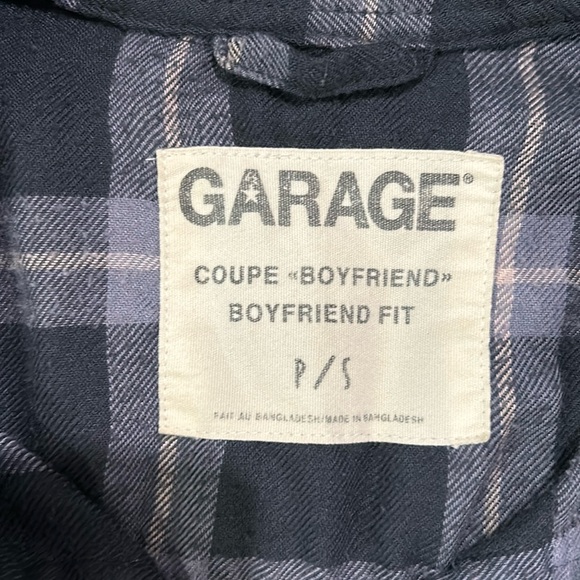 GARAGE®
COUPE «BOYFRIEND»
BOYFRIEND FIT
P/S
FAIT AU BANGLADESH/MADE IN BANGLADESH